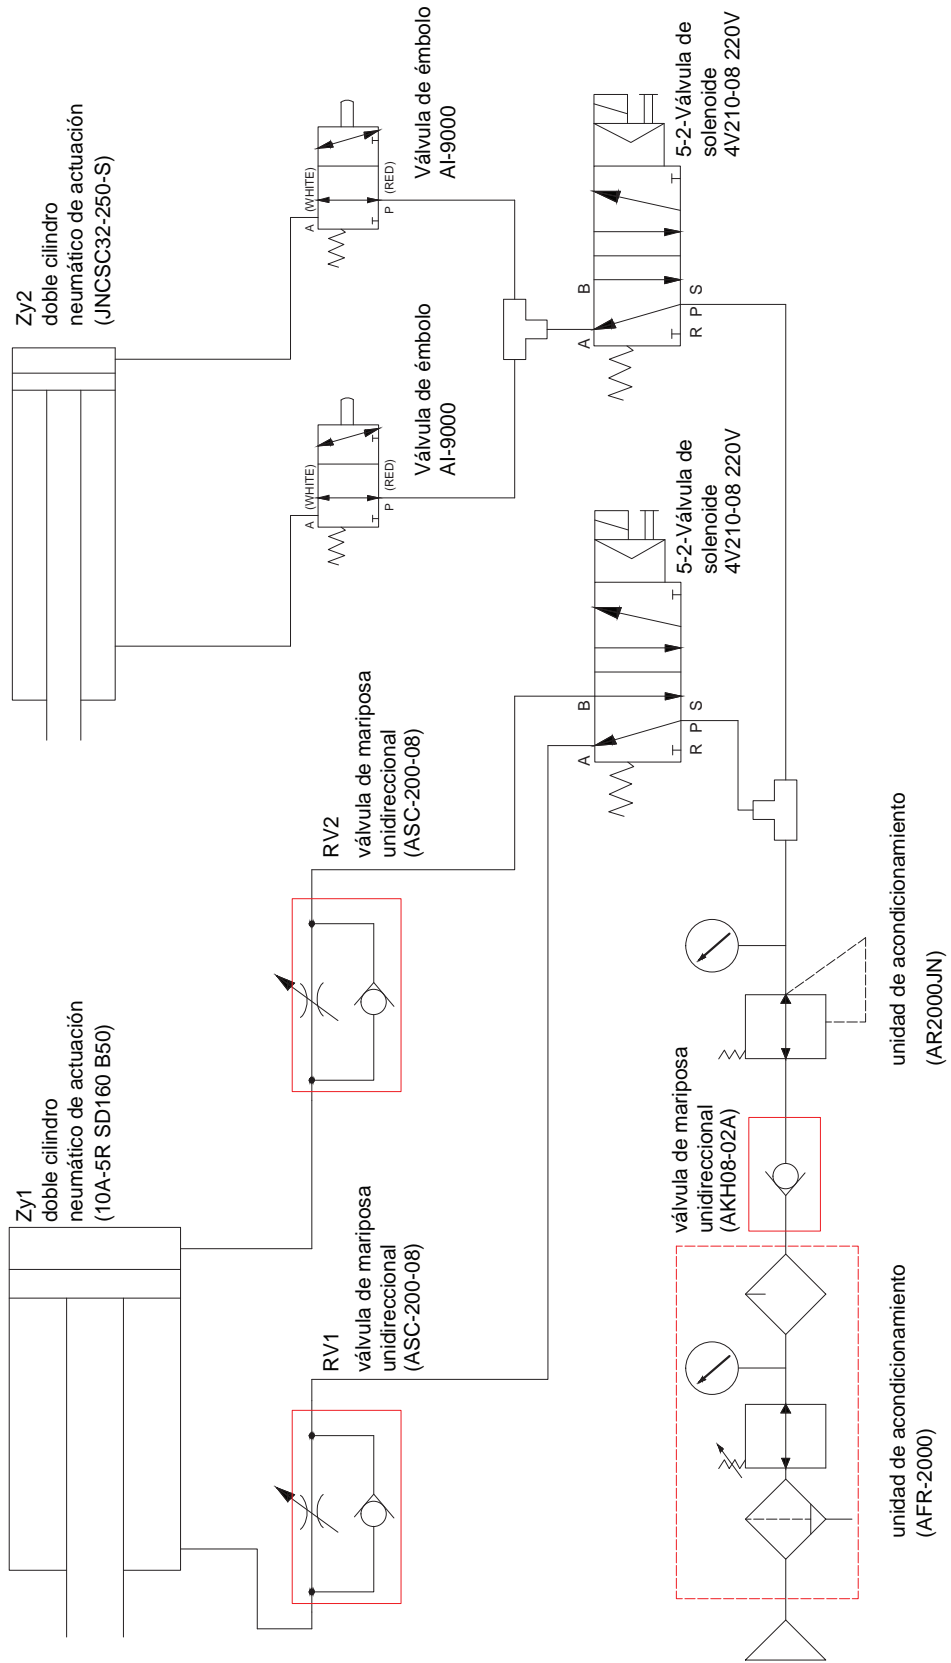 Zy1
doble cilindro
neumático de actuación
(10A-5R SD160 B50)
Zy2
doble cilindro
neumático de actuación
(JNCSC32-250-S)
RV1
válvula de mariposa
unidireccional
(ASC-200-08)
RV2
válvula de mariposa
unidireccional
(ASC-200-08)
A (WHITE)
P (RED)
Válvula de émbolo
AI-9000
A (WHITE)
P (RED)
Válvula de émbolo
AI-9000
A B
R P S
5-2-Válvula de
solenoide
4V210-08 220V
A B
R P S
5-2-Válvula de
solenoide
4V210-08 220V
válvula de mariposa
unidireccional
(AKH08-02A)
unidad de acondicionamiento
(AFR-2000)
unidad de acondicionamiento
(AR2000JN)